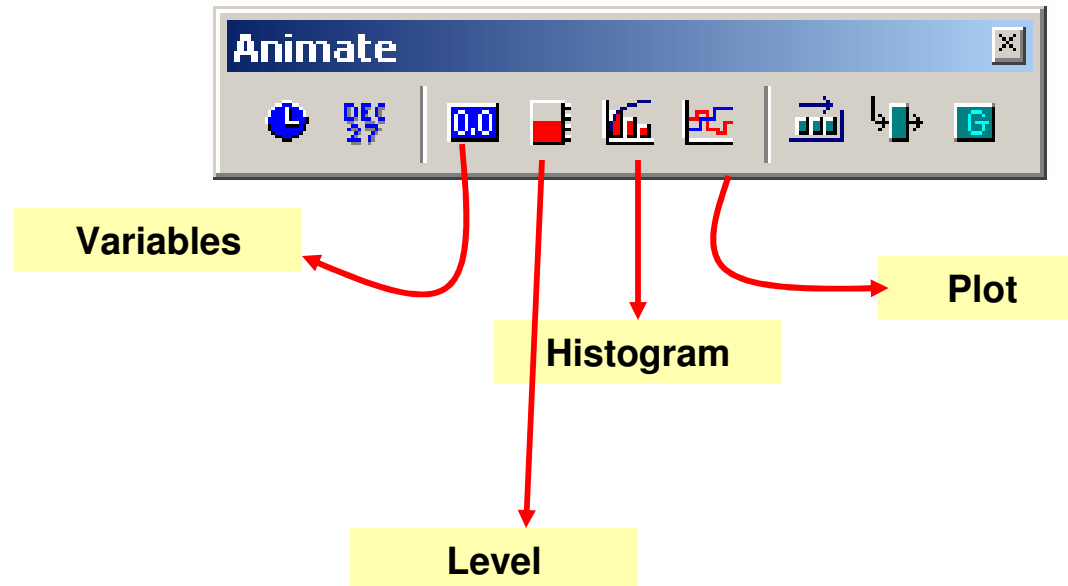 Animate
DEC
27
0.0
G
Variables
Plot
Histogram
Level